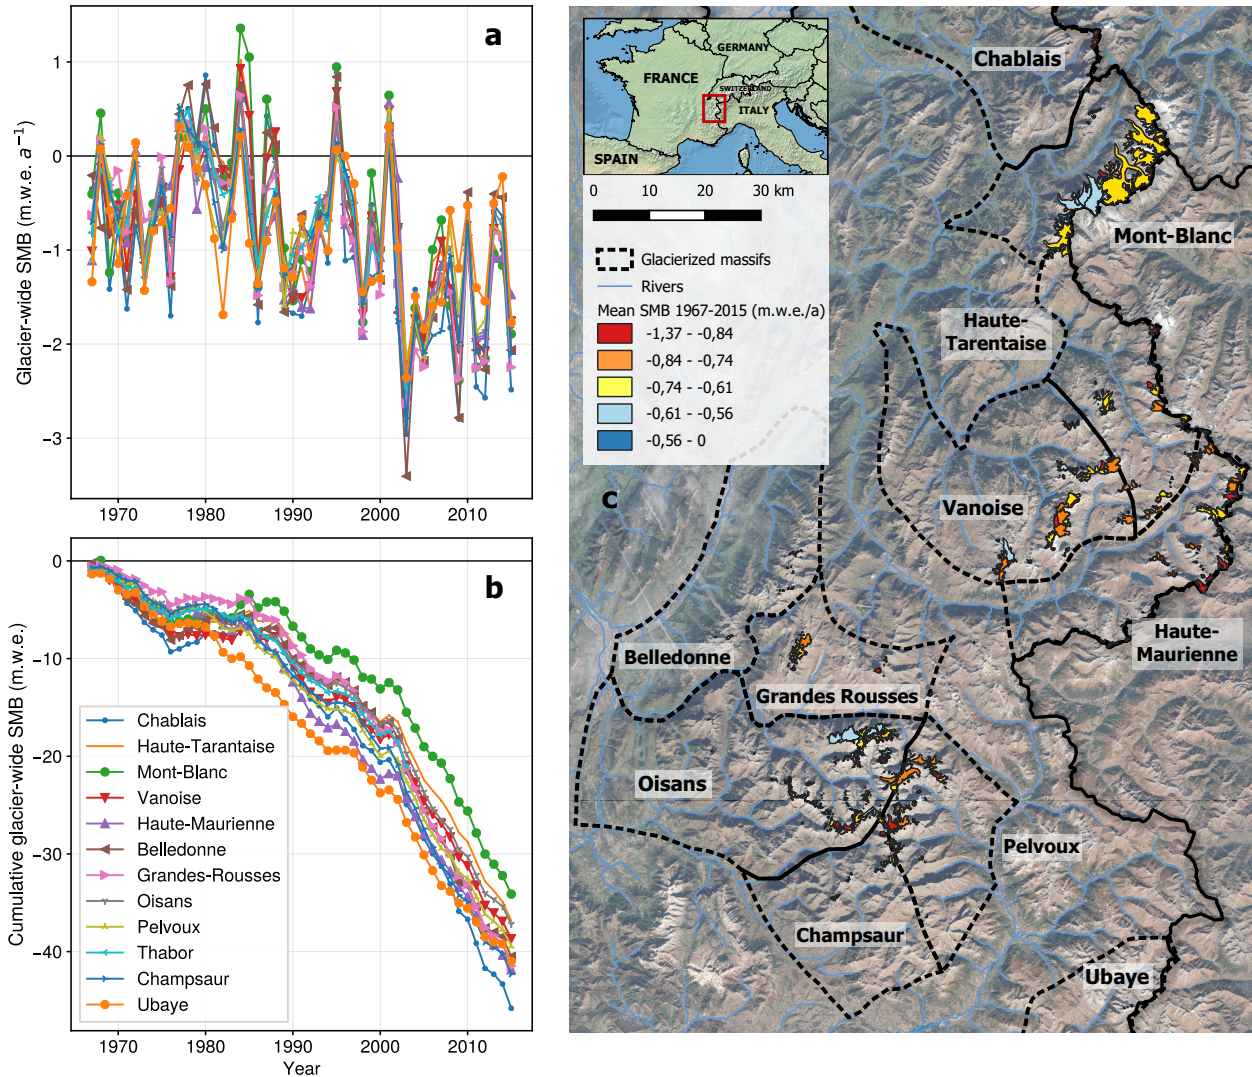 a
1
0
−1
−2
−3
Glacier-wide SMB (m.w.e. a⁻¹)
1970
1980
1990
2000
2010
b
0
−10
−20
−30
−40
Cumulative glacier-wide SMB (m.w.e.)
Chablais
Haute-Tarantaise
Mont-Blanc
Vanoise
Haute-Maurienne
Belledonne
Grandes-Rousses
Oisans
Pelvoux
Thabor
Champsaur
Ubaye
1970
1980
1990
2000
2010
Year
GERMANY
FRANCE
SWITZERLAND
ITALY
SPAIN
0
10
20
30 km
Glacierized massifs
Rivers
Mean SMB 1967-2015 (m.w.e./a)
-1,37 - -0,84
-0,84 - -0,74
-0,74 - -0,61
-0,61 - -0,56
-0,56 - 0
c
Chablais
Mont-Blanc
Haute-
Tarentaise
Vanoise
Haute-
Maurienne
Belledonne
Grandes Rousses
Oisans
Pelvoux
Champsaur
Ubaye